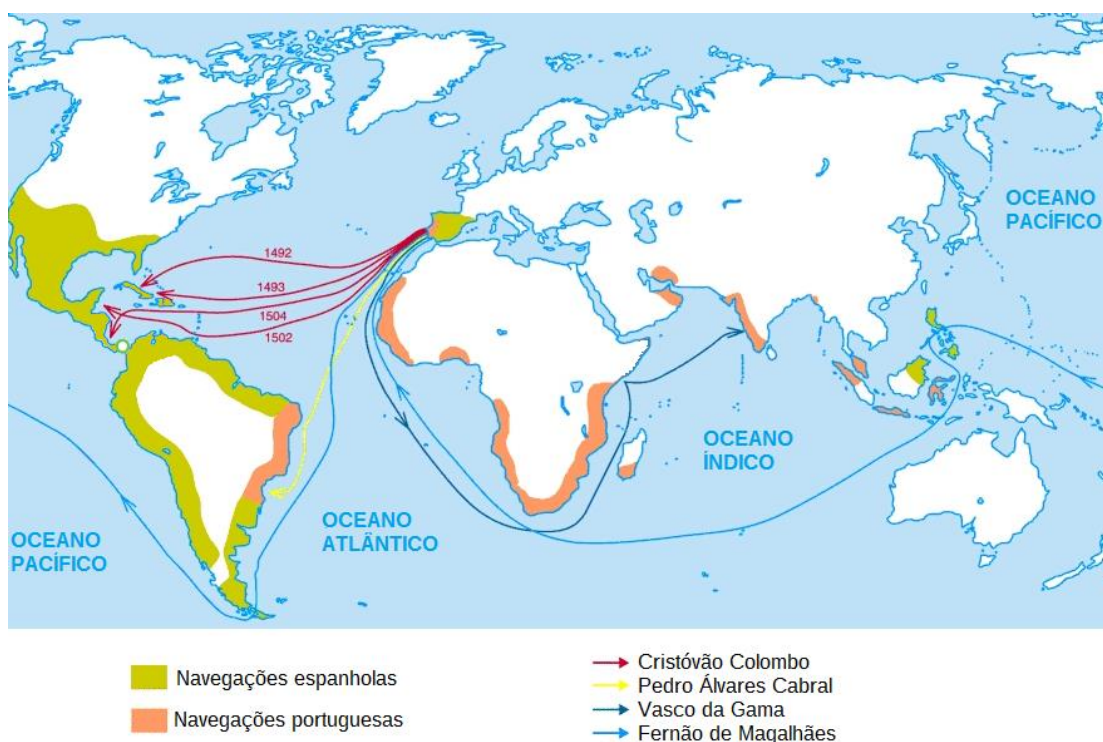 OCEANO
PACÍFICO
1492
1493
1504
1502
OCEANO
ÍNDICO
OCEANO
ATLÂNTICO
OCEANO
PACÍFICO
Navegações espanholas
Navegações portuguesas
Cristóvão Colombo
Pedro Álvares Cabral
Vasco da Gama
Fernão de Magalhães